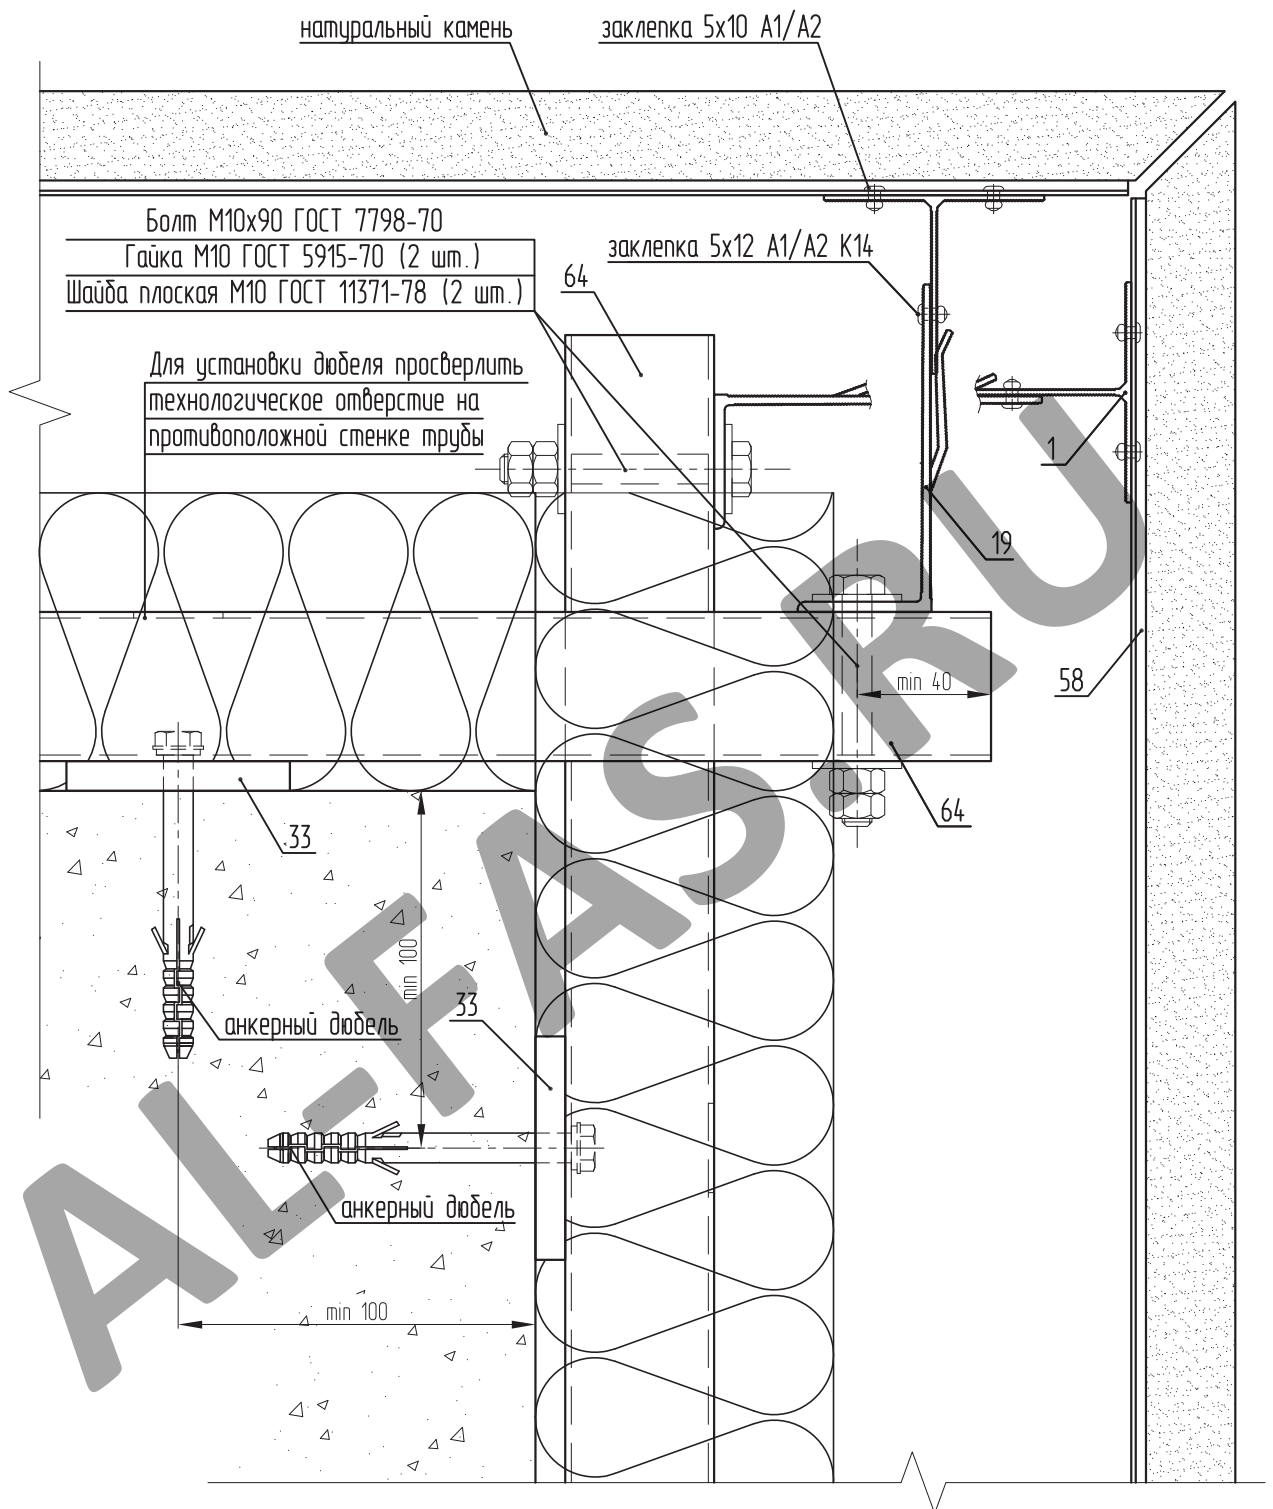 натуральный камень
заклепка 5х10 А1/А2
Болт М10х90 ГОСТ 7798-70
Гайка М10 ГОСТ 5915-70 (2 шт.)
Шайба плоская М10 ГОСТ 11371-78 (2 шт.)
заклепка 5х12 А1/А2 К14
64
Для установки дюбеля просверлить
технологическое отверстие на
противоположной стенке трубы
1
19
58
min 40
64
33
min 100
33
анкерный дюбель
анкерный дюбель
min 100
AL-FAS.RU